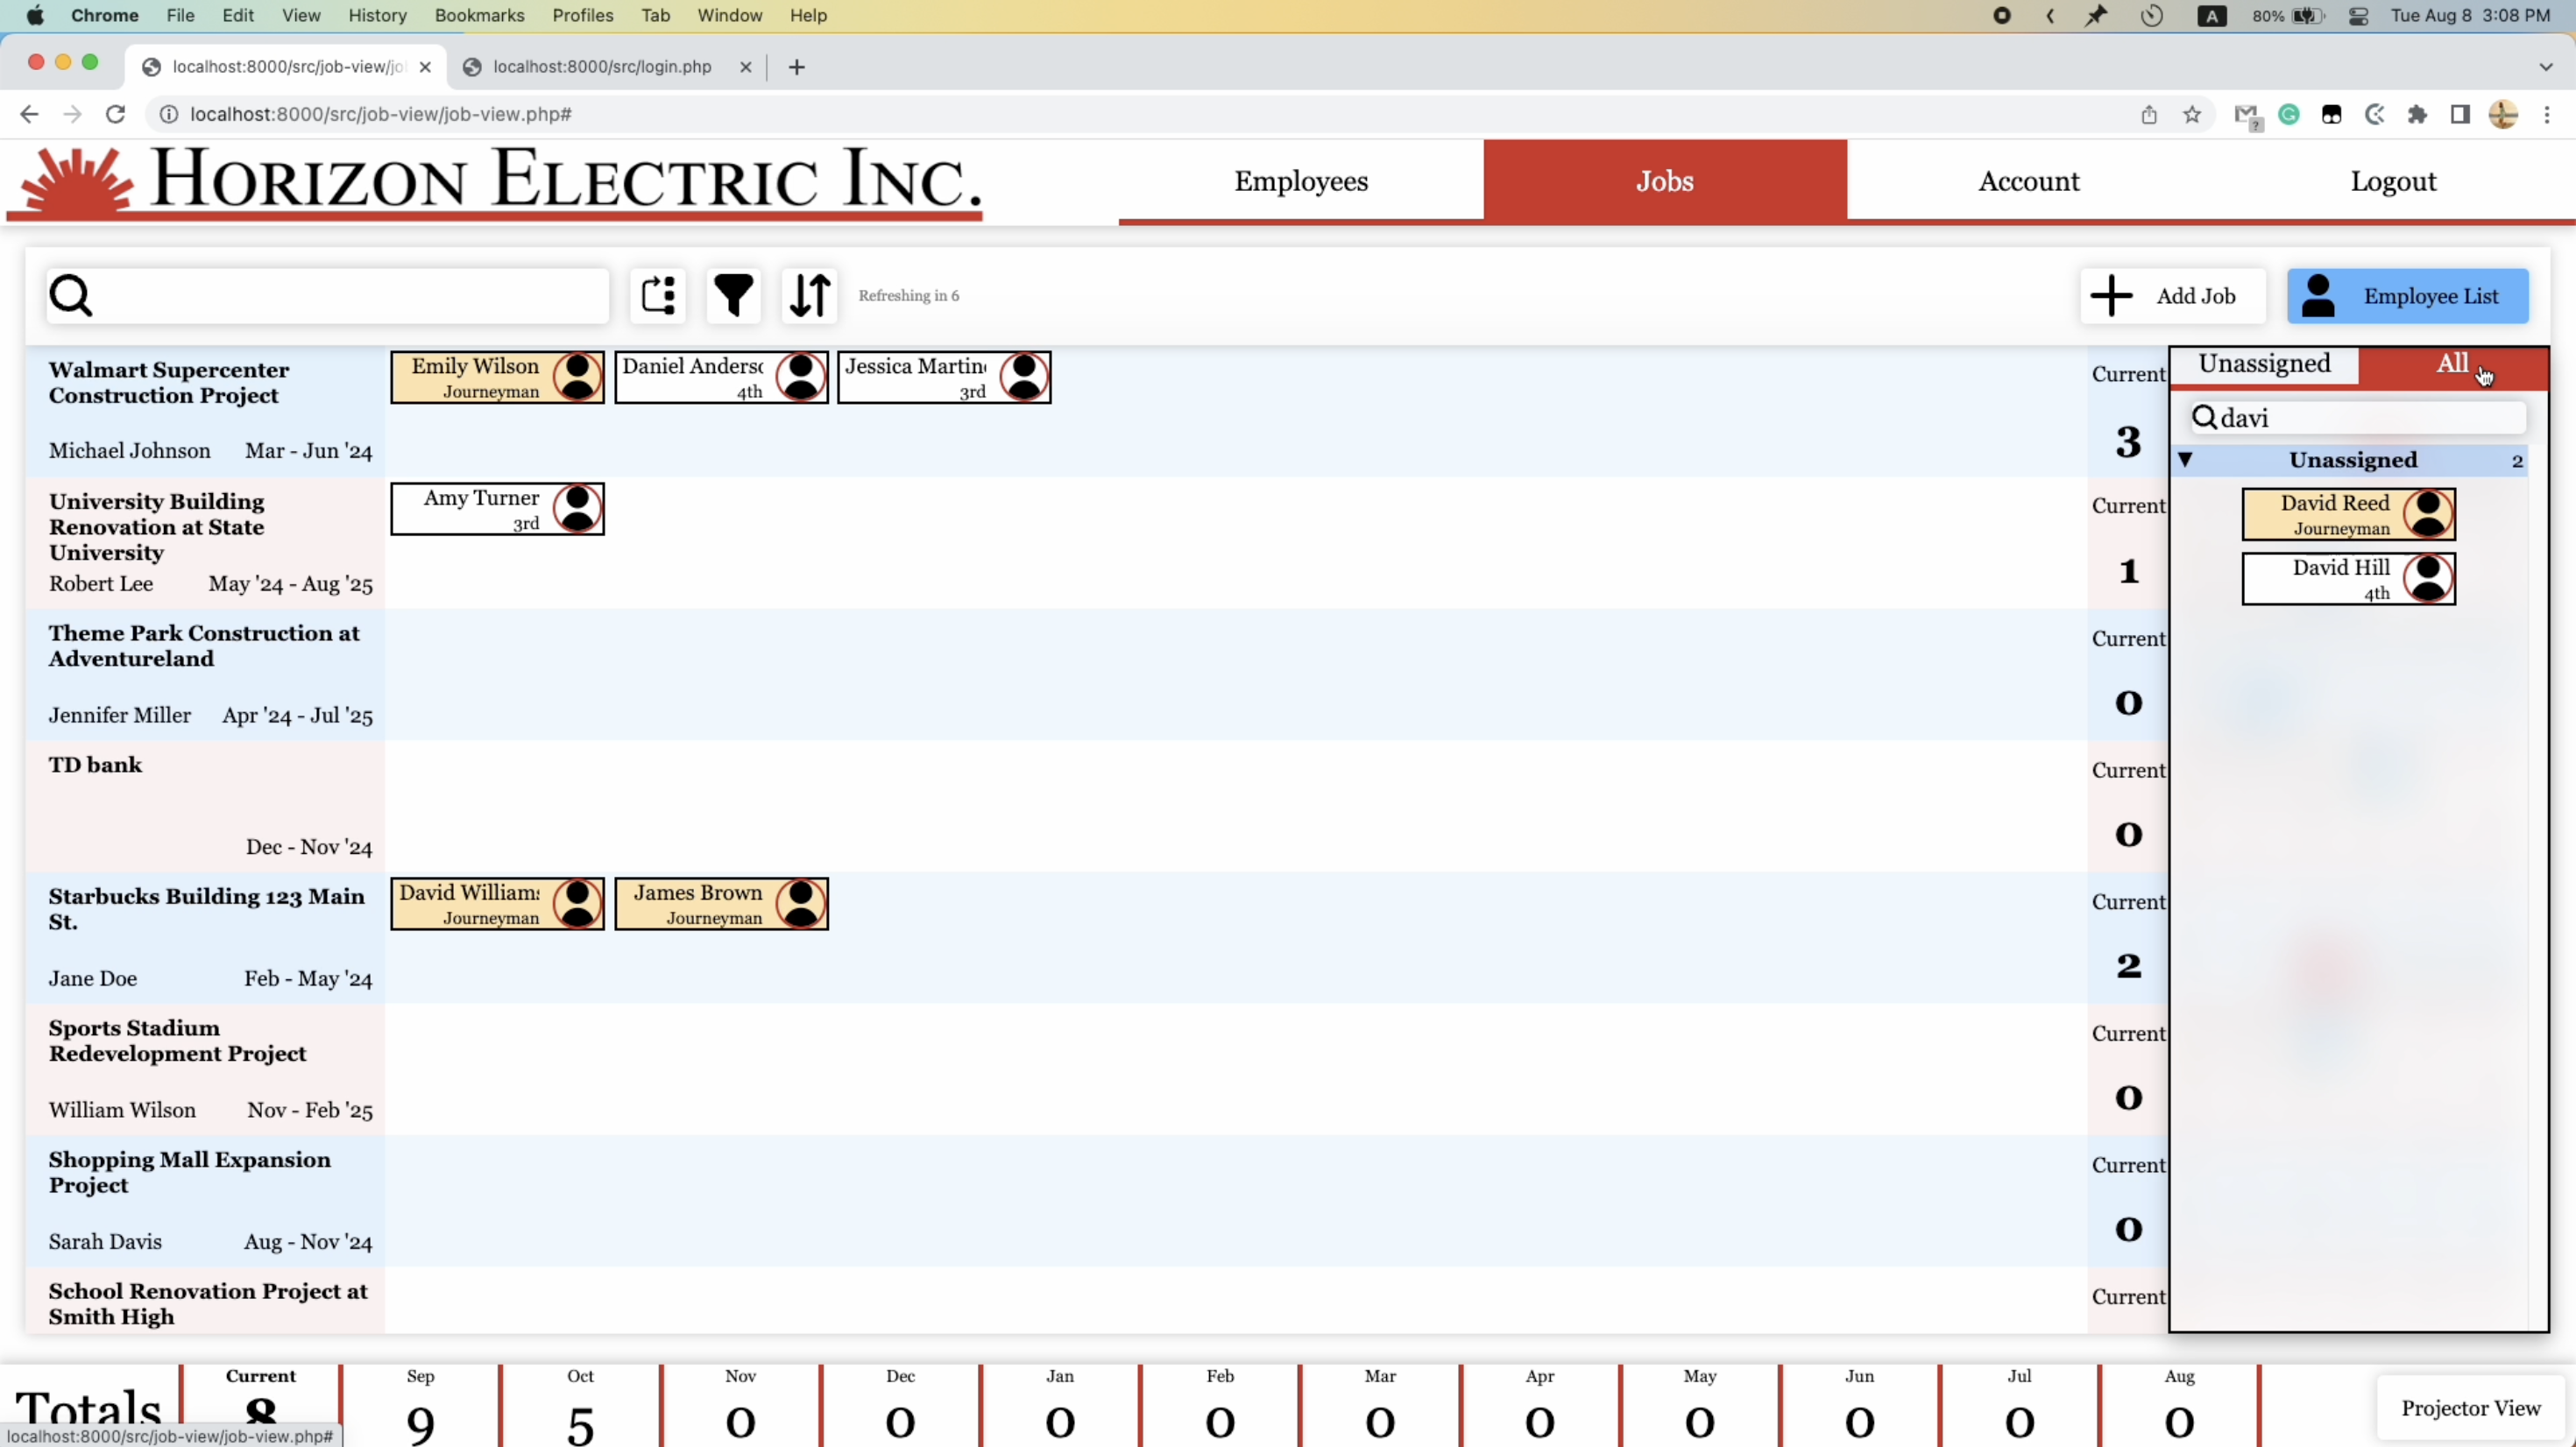 Chrome File Edit View History Bookmarks Profiles Tab Window Help A 80% Tue Aug 8 3:08 PM
localhost:8000/src/job-view/jo localhost:8000/src/login.php
localhost:8000/src/job-view/job-view.php#
HORIZON ELECTRIC INC.
Employees Jobs Account Logout
Refreshing in 6
Add Job
Employee List
Walmart Supercenter
Construction Project
Michael Johnson Mar - Jun '24
Emily Wilson
Journeyman
Daniel Anders
4th
Jessica Martin
3rd
Current
3
University Building
Renovation at State
University
Robert Lee May '24 - Aug '25
Amy Turner
3rd
Current
1
Theme Park Construction at
Adventureland
Jennifer Miller Apr '24 - Jul '25
Current
0
TD bank
Dec - Nov '24
Current
0
Starbucks Building 123 Main
St.
Jane Doe Feb - May '24
David William
Journeyman
James Brown
Journeyman
Current
2
Sports Stadium
Redevelopment Project
William Wilson Nov - Feb '25
Current
0
Shopping Mall Expansion
Project
Sarah Davis Aug - Nov '24
Current
0
School Renovation Project at
Smith High
Current
Unassigned All
davi
▼ Unassigned 2
David Reed
Journeyman
David Hill
4th
Totals
Current Sep Oct Nov Dec Jan Feb Mar Apr May Jun Jul Aug
8 9 5 0 0 0 0 0 0 0 0 0 0
Projector View
localhost:8000/src/job-view/job-view.php#